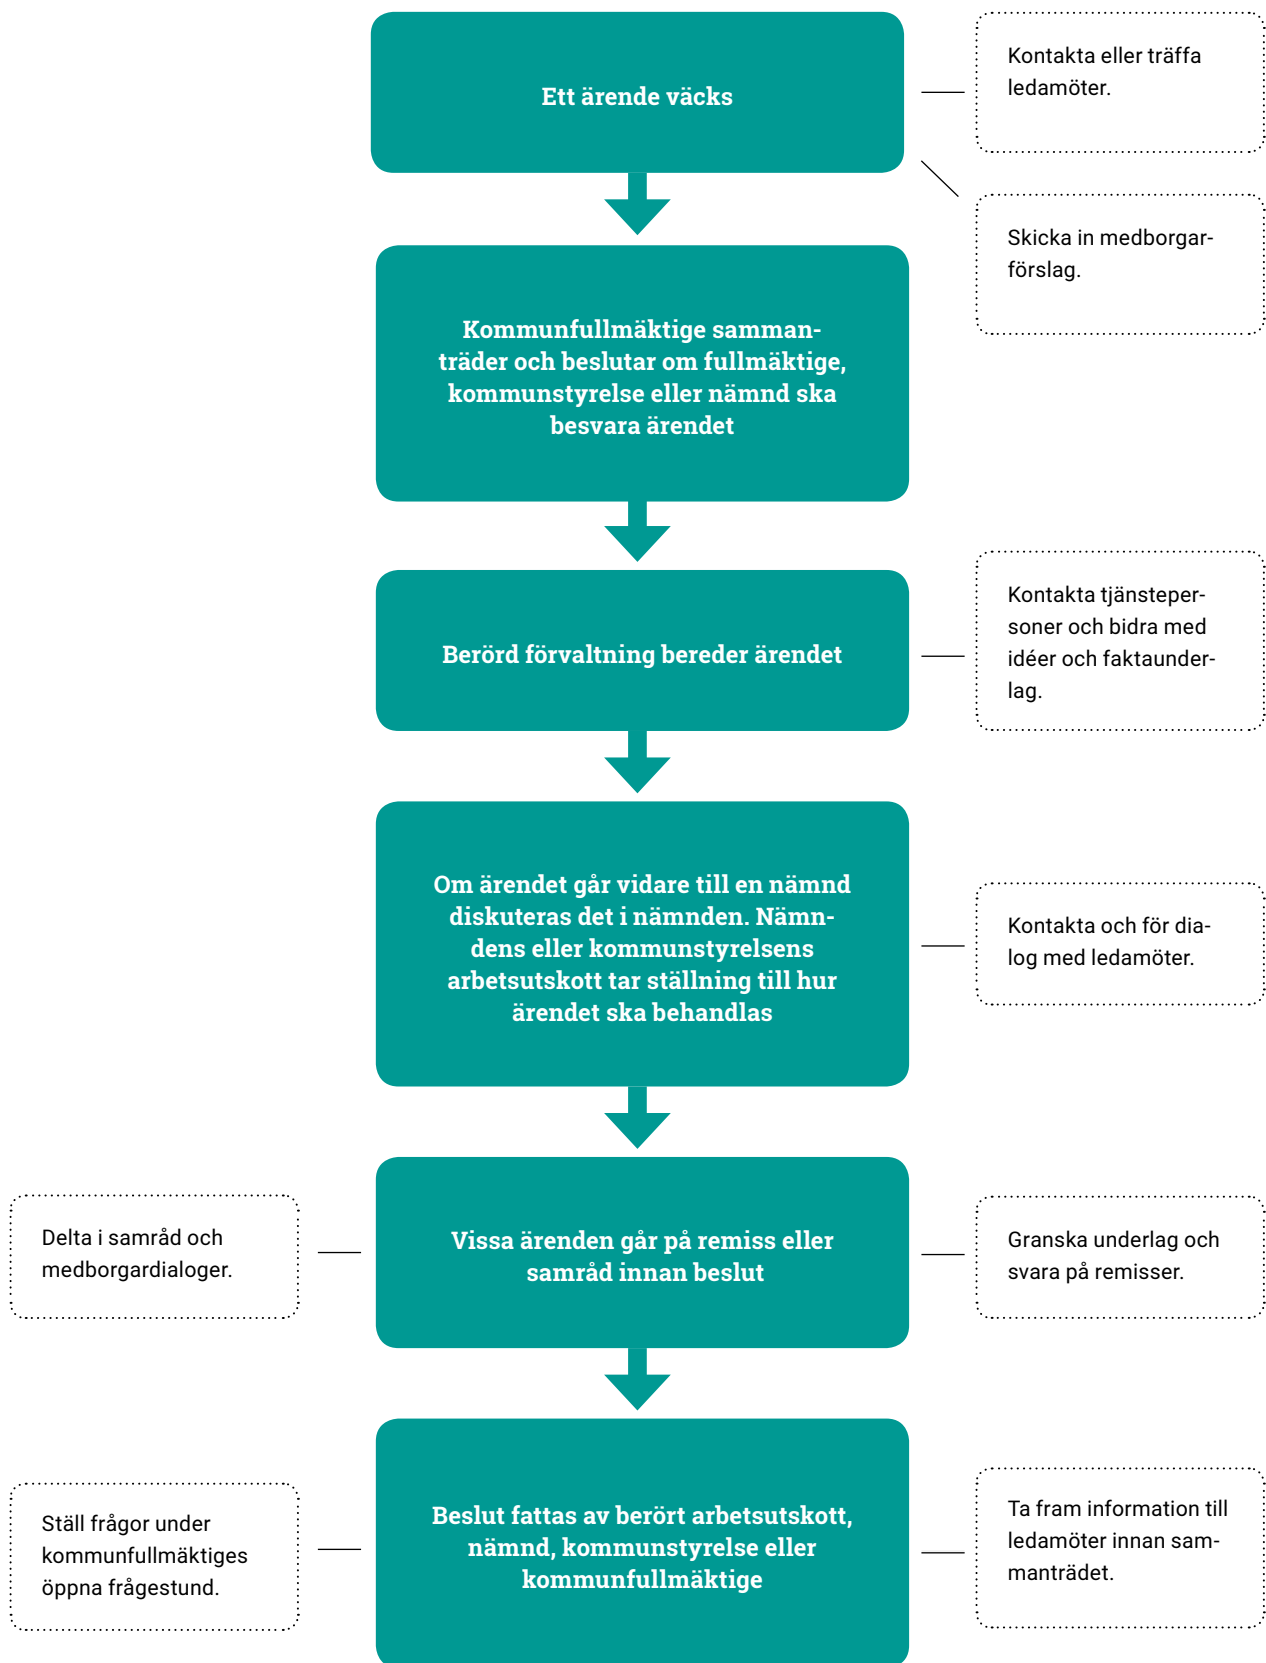 Ett ärende väcks
Kontakta eller träffa
ledamöter.
Skicka in medborgar-
förslag.
Kommunfullmäktige samman-
träder och beslutar om fullmäktige,
kommunstyrelse eller nämnd ska
besvara ärendet
Berörd förvaltning bereder ärendet
Kontakta tjänsteper-
soner och bidra med
idéer och faktaunder-
lag.
Om ärendet går vidare till en nämnd
diskuteras det i nämnden. Nämn-
dens eller kommunstyrelsens
arbetsutskott tar ställning till hur
ärendet ska behandlas
Kontakta och för dia-
log med ledamöter.
Delta i samråd och
medborgardialoger.
Vissa ärenden går på remiss eller
samråd innan beslut
Granska underlag och
svara på remisser.
Ställ frågor under
kommunfullmäktiges
öppna frågestund.
Beslut fattas av berört arbetsutskott,
nämnd, kommunstyrelse eller
kommunfullmäktige
Ta fram information till
ledamöter innan sam-
manträdet.